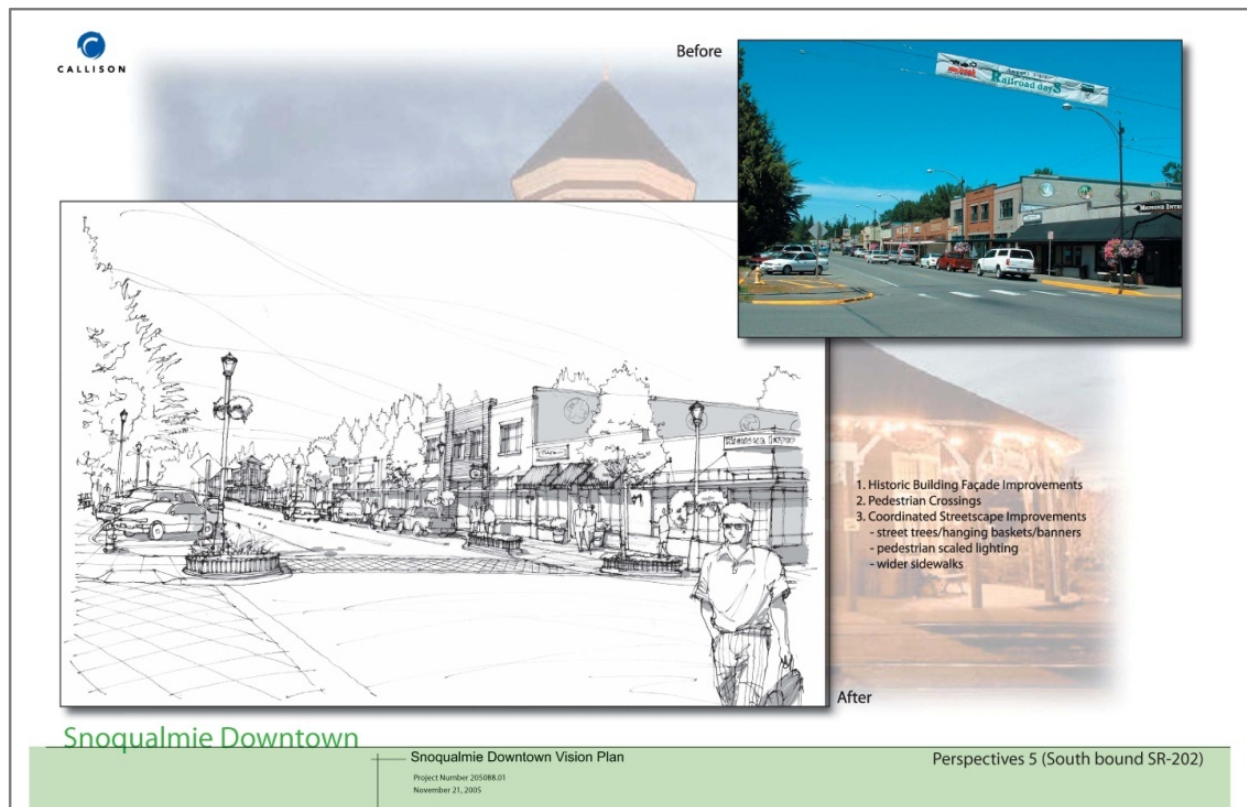 CALLISON
Before
Railroad days
After
1. Historic Building Façade Improvements
2. Pedestrian Crossings
3. Coordinated Streetscape Improvements
- street trees/hanging baskets/banners
- pedestrian scaled lighting
- wider sidewalks
Snoqualmie Downtown
Snoqualmie Downtown Vision Plan
Project Number 205088.01
November 21, 2005
Perspectives 5 (South bound SR-202)